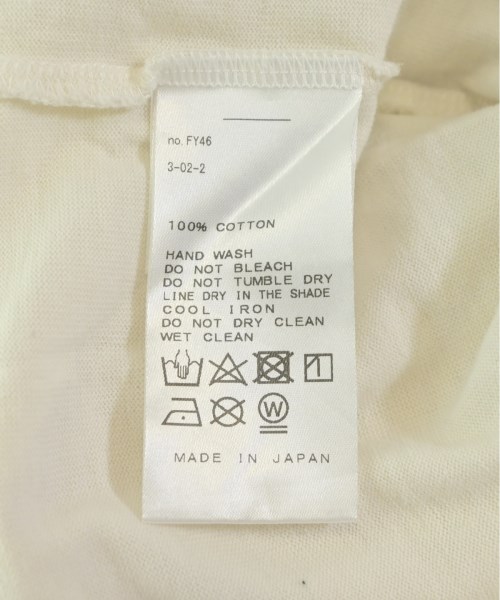 no. FY46
3-02-2
100% COTTON
HAND WASH
DO NOT BLEACH
DO NOT TUMBLE DRY
LINE DRY IN THE SHADE
COOL IRON
DO NOT DRY CLEAN
WET CLEAN
W
MADE IN JAPAN